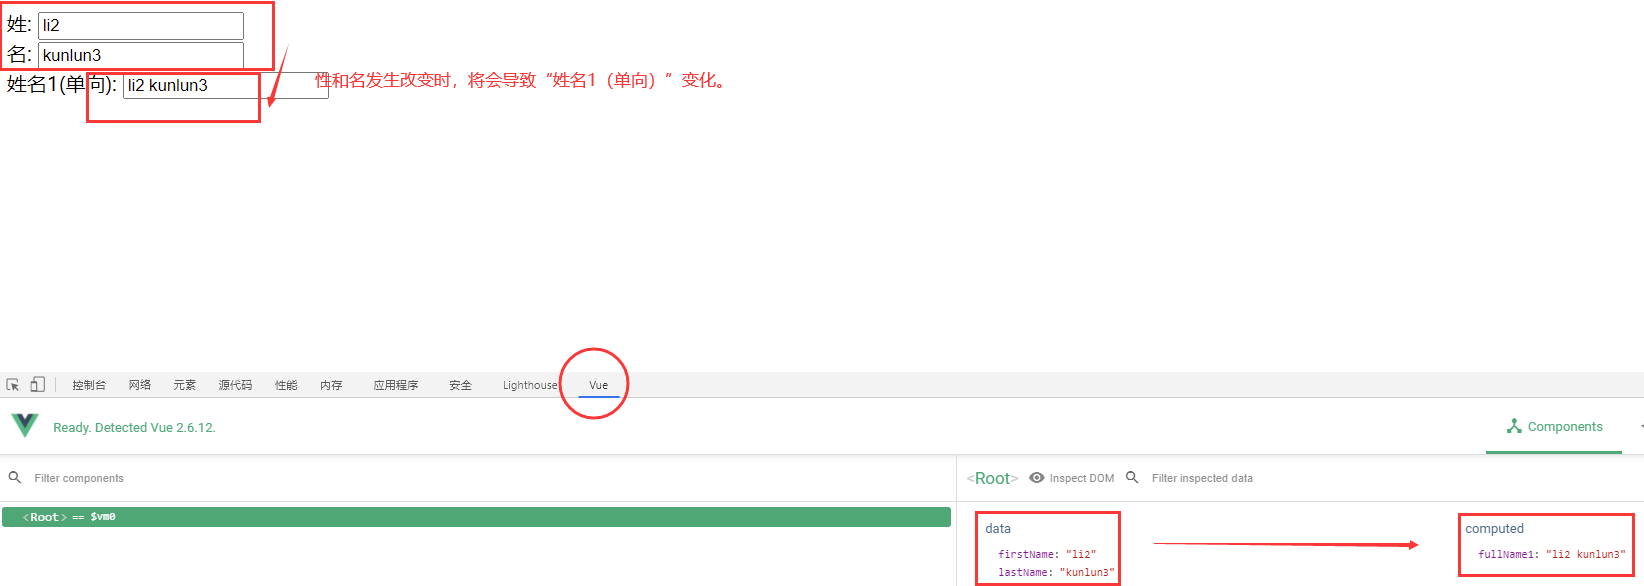 姓: li2
名: kunlun3
姓名1(单向): li2 kunlun3
性和名发生改变时，将会导致“姓名1（单向）”变化。
控制台 网络 元素 源代码 性能 内存 应用程序 安全 Lighthouse Vue
Ready. Detected Vue 2.6.12.
Components
Filter components
<Root> Inspect DOM Filter inspected data
<Root> == $vm0
data
firstName: "li2"
lastName: "kunlun3"
computed
fullName1: "li2 kunlun3"